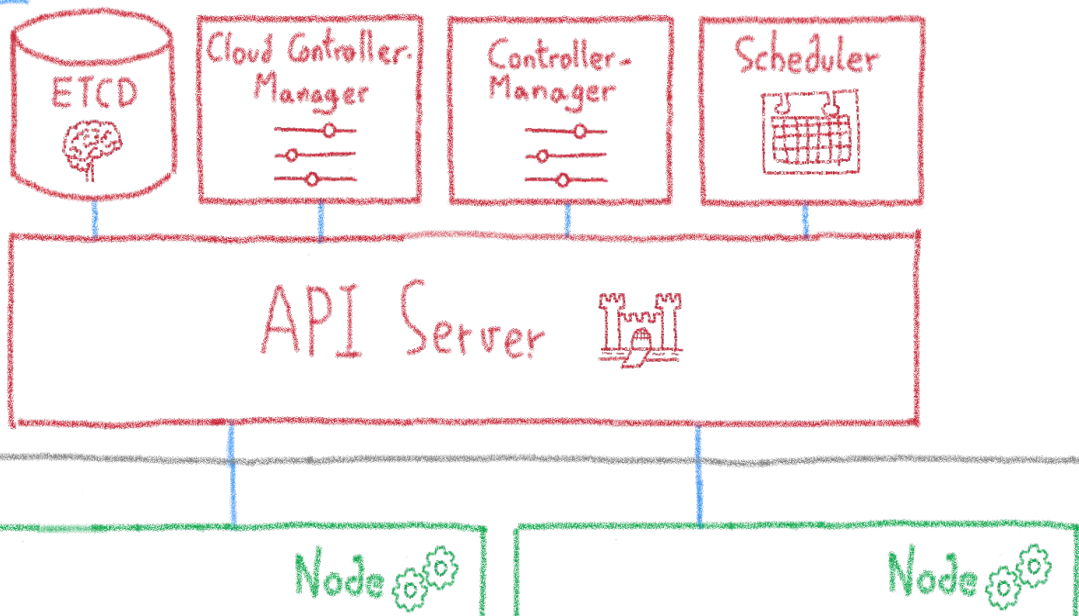 ETCD
Cloud Controller-
Manager
Controller-
Manager
Scheduler
API Server
Node
Node